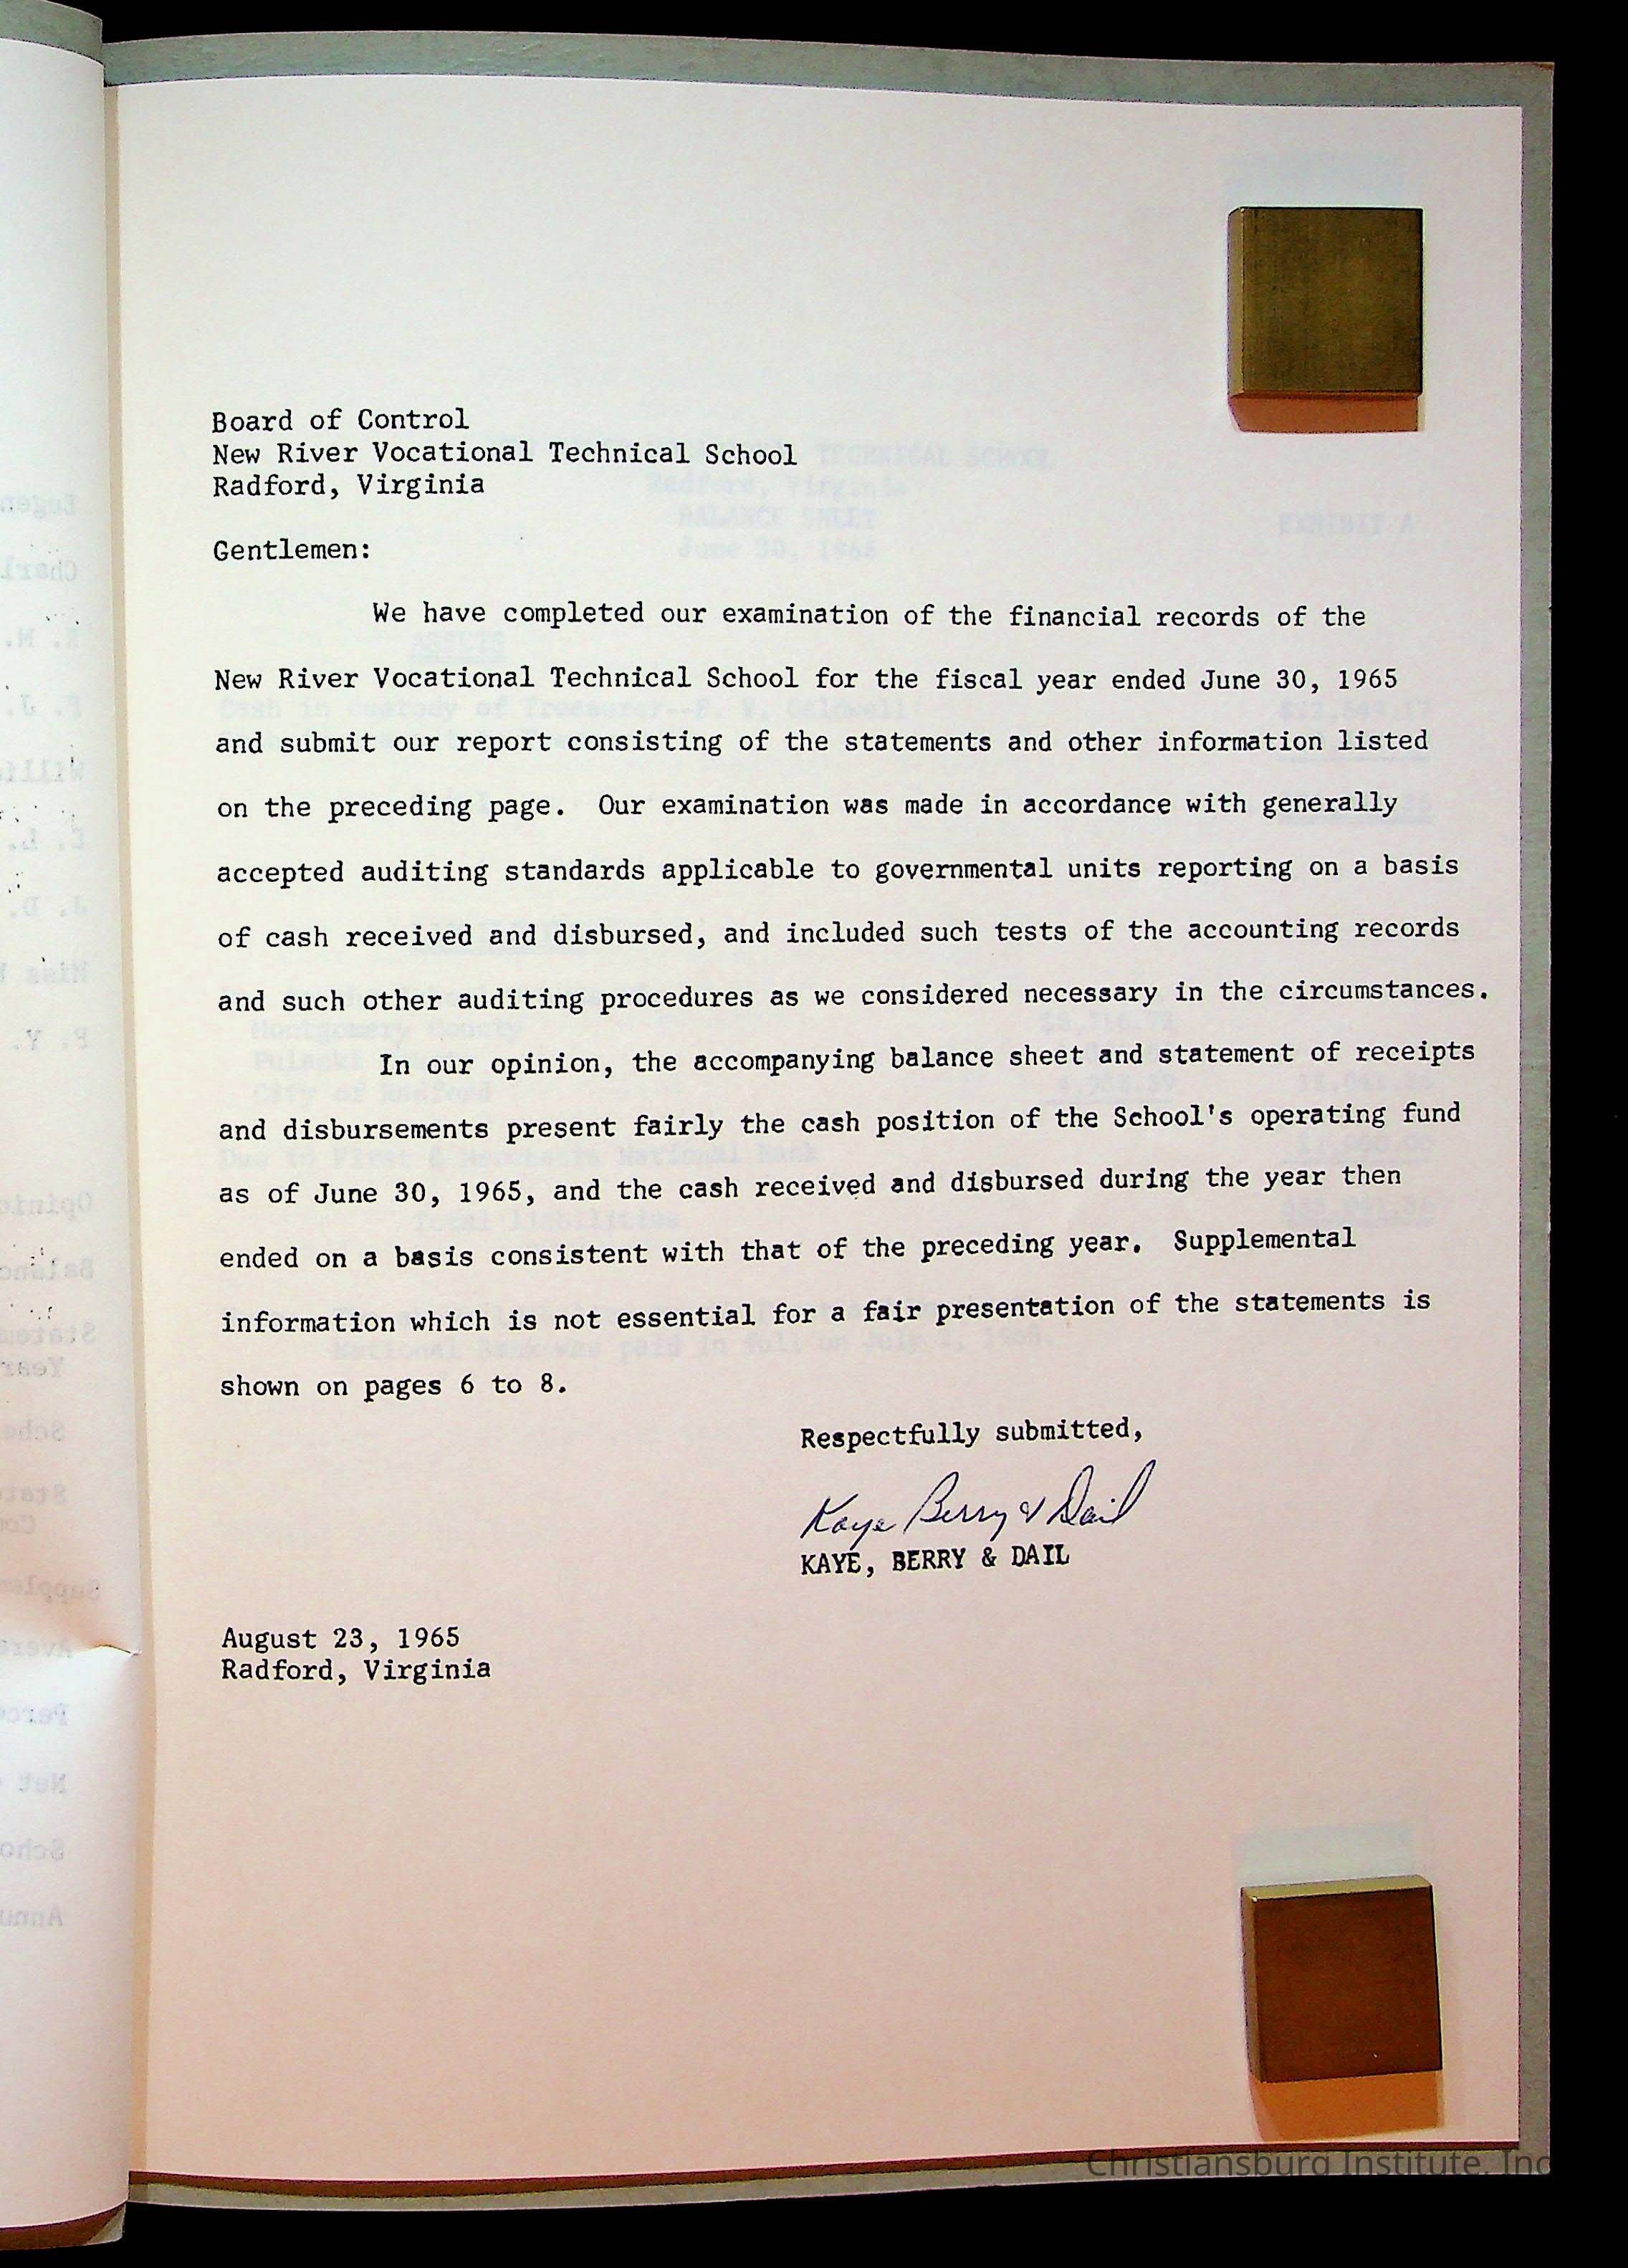 Board of Control
New River Vocational Technical School
Radford, Virginia
Gentlemen:
We have completed our examination of the financial records of the
New River Vocational Technical School for the fiscal year ended June 30, 1965
and submit our report consisting of the statements and other information listed
on the preceding page. Our examination was made in accordance with generally
accepted auditing standards applicable to governmental units reporting on a basis
of cash received and disbursed, and included such tests of the accounting records
and such other auditing procedures as we considered necessary in the circumstances.
In our opinion, the accompanying balance sheet and statement of receipts
and disbursements present fairly the cash position of the School's operating fund
as of June 30, 1965, and the cash received and disbursed during the year then
ended on a basis consistent with that of the preceding year. Supplemental
information which is not essential for a fair presentation of the statements is
shown on pages 6 to 8.
Respectfully submitted,
Kaye Berry & Dail
KAYE, BERRY & DAIL
August 23, 1965
Radford, Virginia
Christiansburg Institute, Inc